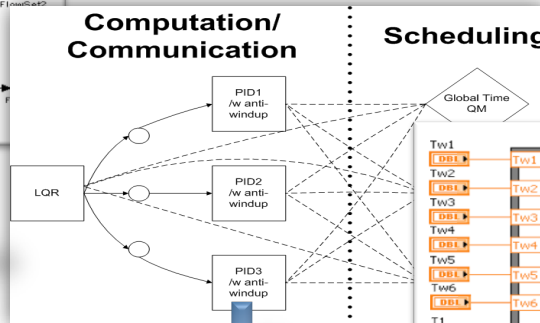 FlowSet2
Computation/
Communication
Scheduling
PID1
/w anti-
windup
Global Time
QM
LQR
PID2
/w anti-
windup
PID3
/w anti-
windup
Tw1
DBL
Tw1
Tw2
DBL
Tw2
Tw3
DBL
Tw3
Tw4
DBL
Tw4
Tw5
DBL
Tw5
Tw6
DBL
Tw6
T1